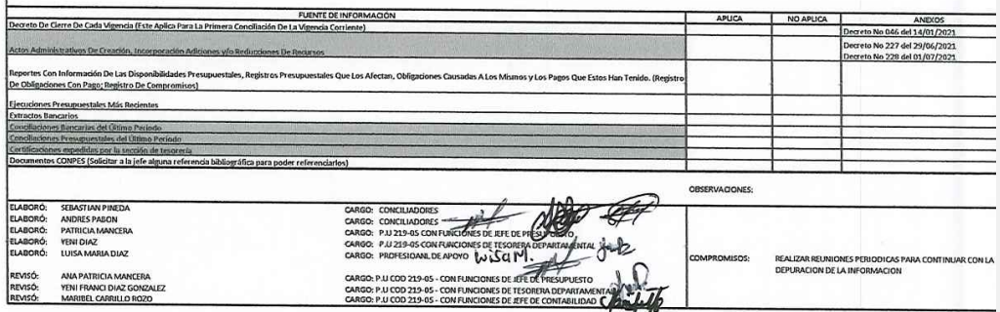 FUENTE DE INFORMACIÓN APLICA NO APLICA ANEXOS
Decreto De Cierre De Cada Vigencia (Este Aplica Para La Primera Conciliación De La Vigencia Corriente) Decreto No 046 del 14/01/2021
Actos Administrativos De Creación, Incorporación Adiciones y/o Reducciones De Recursos Decreto No 227 del 29/06/2021
Decreto No 228 del 01/07/2021
Reportes Con Información De Las Disponibilidades Presupuestales, Registros Presupuestales Que Los Afectan, Obligaciones Causadas A Los Mismos y Los Pagos Que Estos Han Tenido. (Registro
De Obligaciones Con Pago; Registro De Compromisos)
Ejecuciones Presupuestales Más Recientes
Extractos Bancarios
Conciliaciones Bancarias del Último Periodo
Conciliaciones Presupuestales del Último Periodo
Certificaciones expedidas por la sección de tesorería
Documentos CONPES (Solicitar a la jefe alguna referencia bibliográfica para poder referenciarlos)
OBSERVACIONES:
ELABORÓ: SEBASTIAN PINEDA CARGO: CONCILIADORES
ELABORÓ: ANDRES PABON CARGO: CONCILIADORES
ELABORÓ: PATRICIA MANCERA CARGO: P.U 219-05 CON FUNCIONES DE JEFE DE PRESUPUESTO
ELABORÓ: YENI DIAZ CARGO: P.U 219-05 CON FUNCIONES DE TESORERA DEPARTAMENTAL
ELABORÓ: LUISA MARIA DIAZ CARGO: PROFESIOANL DE APOYO LuisaM.
COMPROMISOS: REALIZAR REUNIONES PERIODICAS PARA CONTINUAR CON LA
DEPURACION DE LA INFORMACION
REVISÓ: ANA PATRICIA MANCERA CARGO: P.U COD 219-05 - CON FUNCIONES DE JEFE DE PRESUPUESTO
REVISÓ: YENI FRANCI DIAZ GONZALEZ CARGO: P.U COD 219-05 - CON FUNCIONES DE TESORERA DEPARTAMENTAL
REVISÓ: MARIBEL CARRILLO ROZO CARGO: P.U COD 219-05 - CON FUNCIONES DE JEFE DE CONTABILIDAD